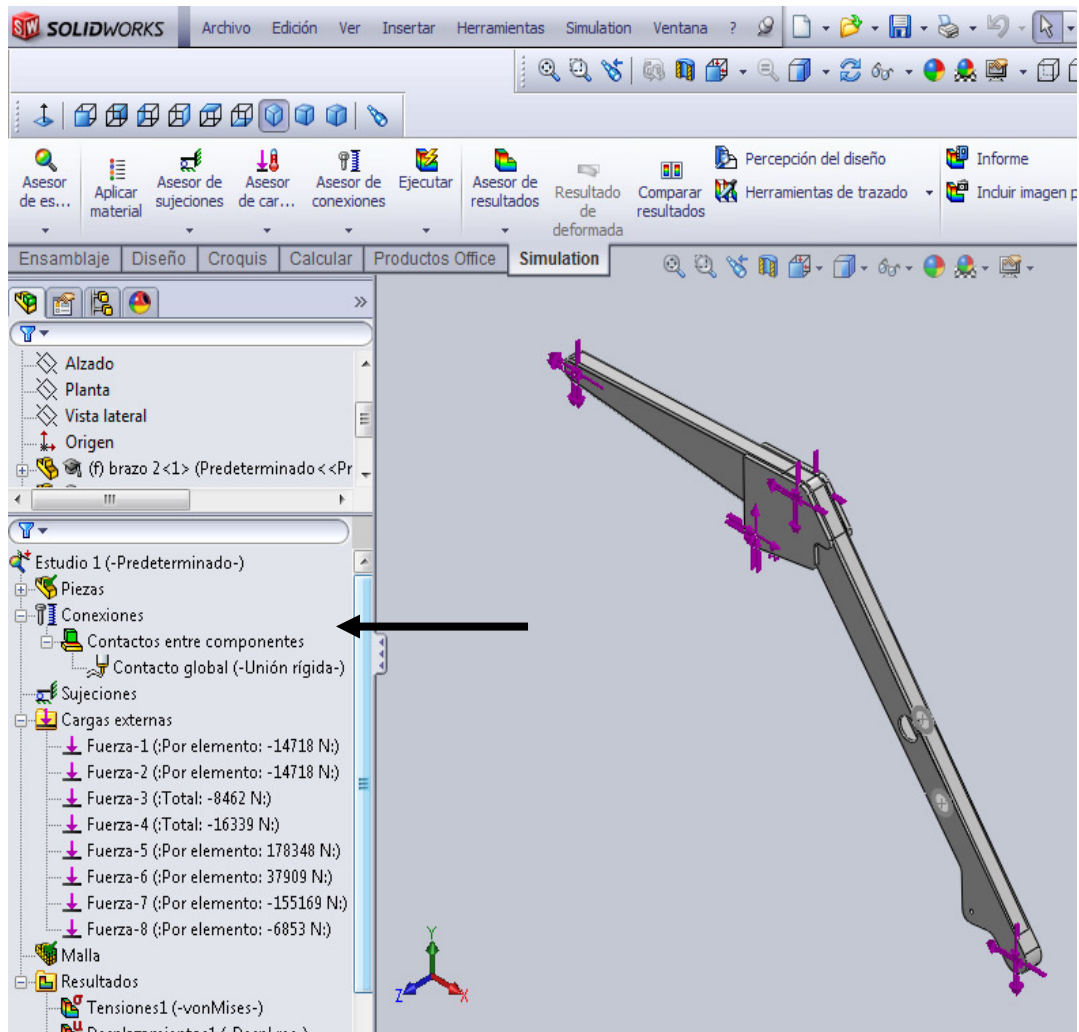 SW SOLIDWORKS Archivo Edición Ver Insertar Herramientas Simulation Ventana ?
Asesor de es...
Aplicar material
Asesor de sujeciones
Asesor de car...
Asesor de conexiones
Ejecutar
Asesor de resultados
Resultado de deformada
Comparar resultados
Percepción del diseño
Herramientas de trazado
Informe
Incluir imagen p
Ensamblaje Diseño Croquis Calcular Productos Office Simulation
Alzado
Planta
Vista lateral
Origen
(f) brazo 2<1> (Predeterminado<<Pr
Estudio 1 (-Predeterminado-)
Piezas
Conexiones
Contactos entre componentes
Contacto global (-Unión rígida-)
Sujeciones
Cargas externas
Fuerza-1 (:Por elemento: -14718 N:)
Fuerza-2 (:Por elemento: -14718 N:)
Fuerza-3 (:Total: -8462 N:)
Fuerza-4 (:Total: -16339 N:)
Fuerza-5 (:Por elemento: 178348 N:)
Fuerza-6 (:Por elemento: 37909 N:)
Fuerza-7 (:Por elemento: -155169 N:)
Fuerza-8 (:Por elemento: -6853 N:)
Malla
Resultados
Tensiones1 (-vonMises-)
Y
Z X